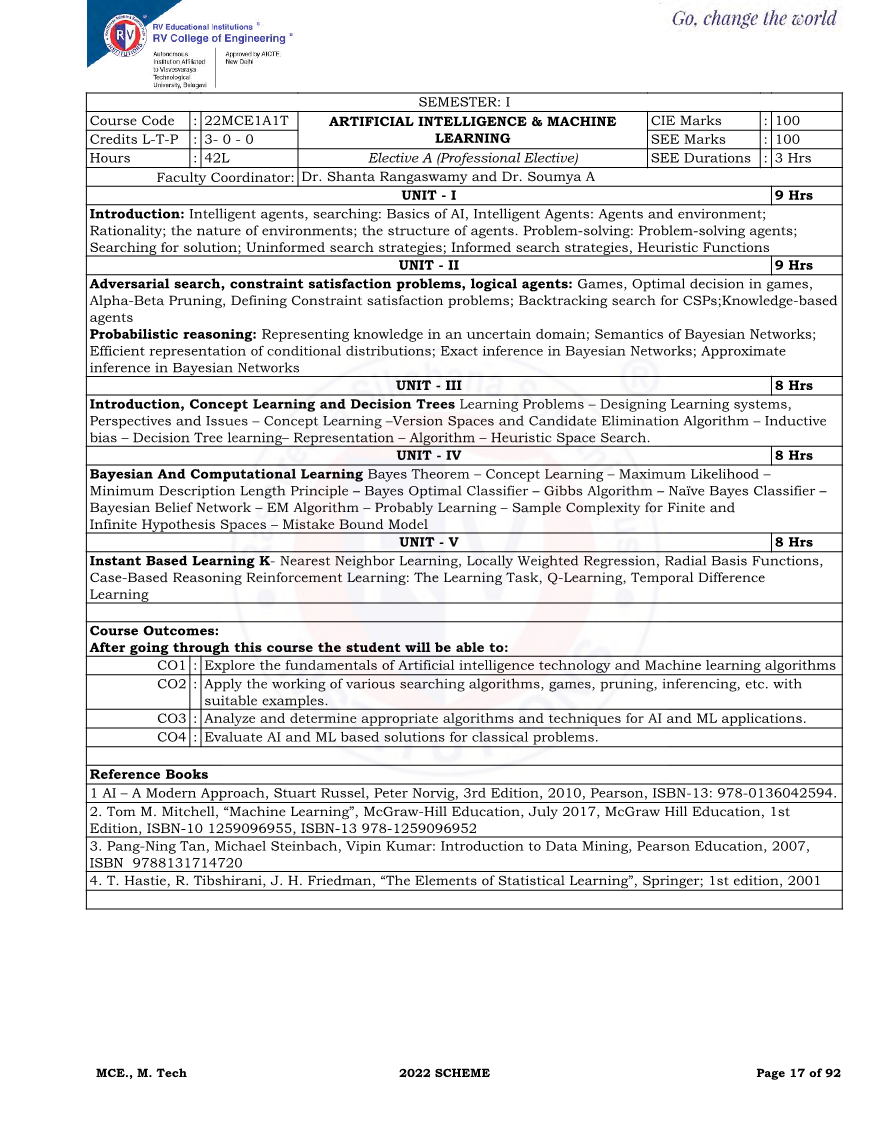 Go, change the world
RV Educational Institutions ®
RV College of Engineering ®
Autonomous
Institution Affiliated
to Visvesvaraya
Technological
University, Belagavi
Approved by AICTE,
New Delhi
SEMESTER: I
Course Code : 22MCE1A1T ARTIFICIAL INTELLIGENCE & MACHINE CIE Marks : 100
Credits L-T-P : 3- 0 - 0 LEARNING SEE Marks : 100
Hours : 42L Elective A (Professional Elective) SEE Durations : 3 Hrs
Faculty Coordinator: Dr. Shanta Rangaswamy and Dr. Soumya A
UNIT - I 9 Hrs
Introduction: Intelligent agents, searching: Basics of AI, Intelligent Agents: Agents and environment;
Rationality; the nature of environments; the structure of agents. Problem-solving: Problem-solving agents;
Searching for solution; Uninformed search strategies; Informed search strategies, Heuristic Functions
UNIT - II 9 Hrs
Adversarial search, constraint satisfaction problems, logical agents: Games, Optimal decision in games,
Alpha-Beta Pruning, Defining Constraint satisfaction problems; Backtracking search for CSPs;Knowledge-based
agents
Probabilistic reasoning: Representing knowledge in an uncertain domain; Semantics of Bayesian Networks;
Efficient representation of conditional distributions; Exact inference in Bayesian Networks; Approximate
inference in Bayesian Networks
UNIT - III 8 Hrs
Introduction, Concept Learning and Decision Trees Learning Problems – Designing Learning systems,
Perspectives and Issues – Concept Learning –Version Spaces and Candidate Elimination Algorithm – Inductive
bias – Decision Tree learning– Representation – Algorithm – Heuristic Space Search.
UNIT - IV 8 Hrs
Bayesian And Computational Learning Bayes Theorem – Concept Learning – Maximum Likelihood –
Minimum Description Length Principle – Bayes Optimal Classifier – Gibbs Algorithm – Naïve Bayes Classifier –
Bayesian Belief Network – EM Algorithm – Probably Learning – Sample Complexity for Finite and
Infinite Hypothesis Spaces – Mistake Bound Model
UNIT - V 8 Hrs
Instant Based Learning K- Nearest Neighbor Learning, Locally Weighted Regression, Radial Basis Functions,
Case-Based Reasoning Reinforcement Learning: The Learning Task, Q-Learning, Temporal Difference
Learning
Course Outcomes:
After going through this course the student will be able to:
CO1 : Explore the fundamentals of Artificial intelligence technology and Machine learning algorithms
CO2 : Apply the working of various searching algorithms, games, pruning, inferencing, etc. with
suitable examples.
CO3 : Analyze and determine appropriate algorithms and techniques for AI and ML applications.
CO4 : Evaluate AI and ML based solutions for classical problems.
Reference Books
1 AI – A Modern Approach, Stuart Russel, Peter Norvig, 3rd Edition, 2010, Pearson, ISBN-13: 978-0136042594.
2. Tom M. Mitchell, “Machine Learning”, McGraw-Hill Education, July 2017, McGraw Hill Education, 1st
Edition, ISBN-10 1259096955, ISBN-13 978-1259096952
3. Pang-Ning Tan, Michael Steinbach, Vipin Kumar: Introduction to Data Mining, Pearson Education, 2007,
ISBN 9788131714720
4. T. Hastie, R. Tibshirani, J. H. Friedman, “The Elements of Statistical Learning”, Springer; 1st edition, 2001
MCE., M. Tech 2022 SCHEME Page 17 of 92